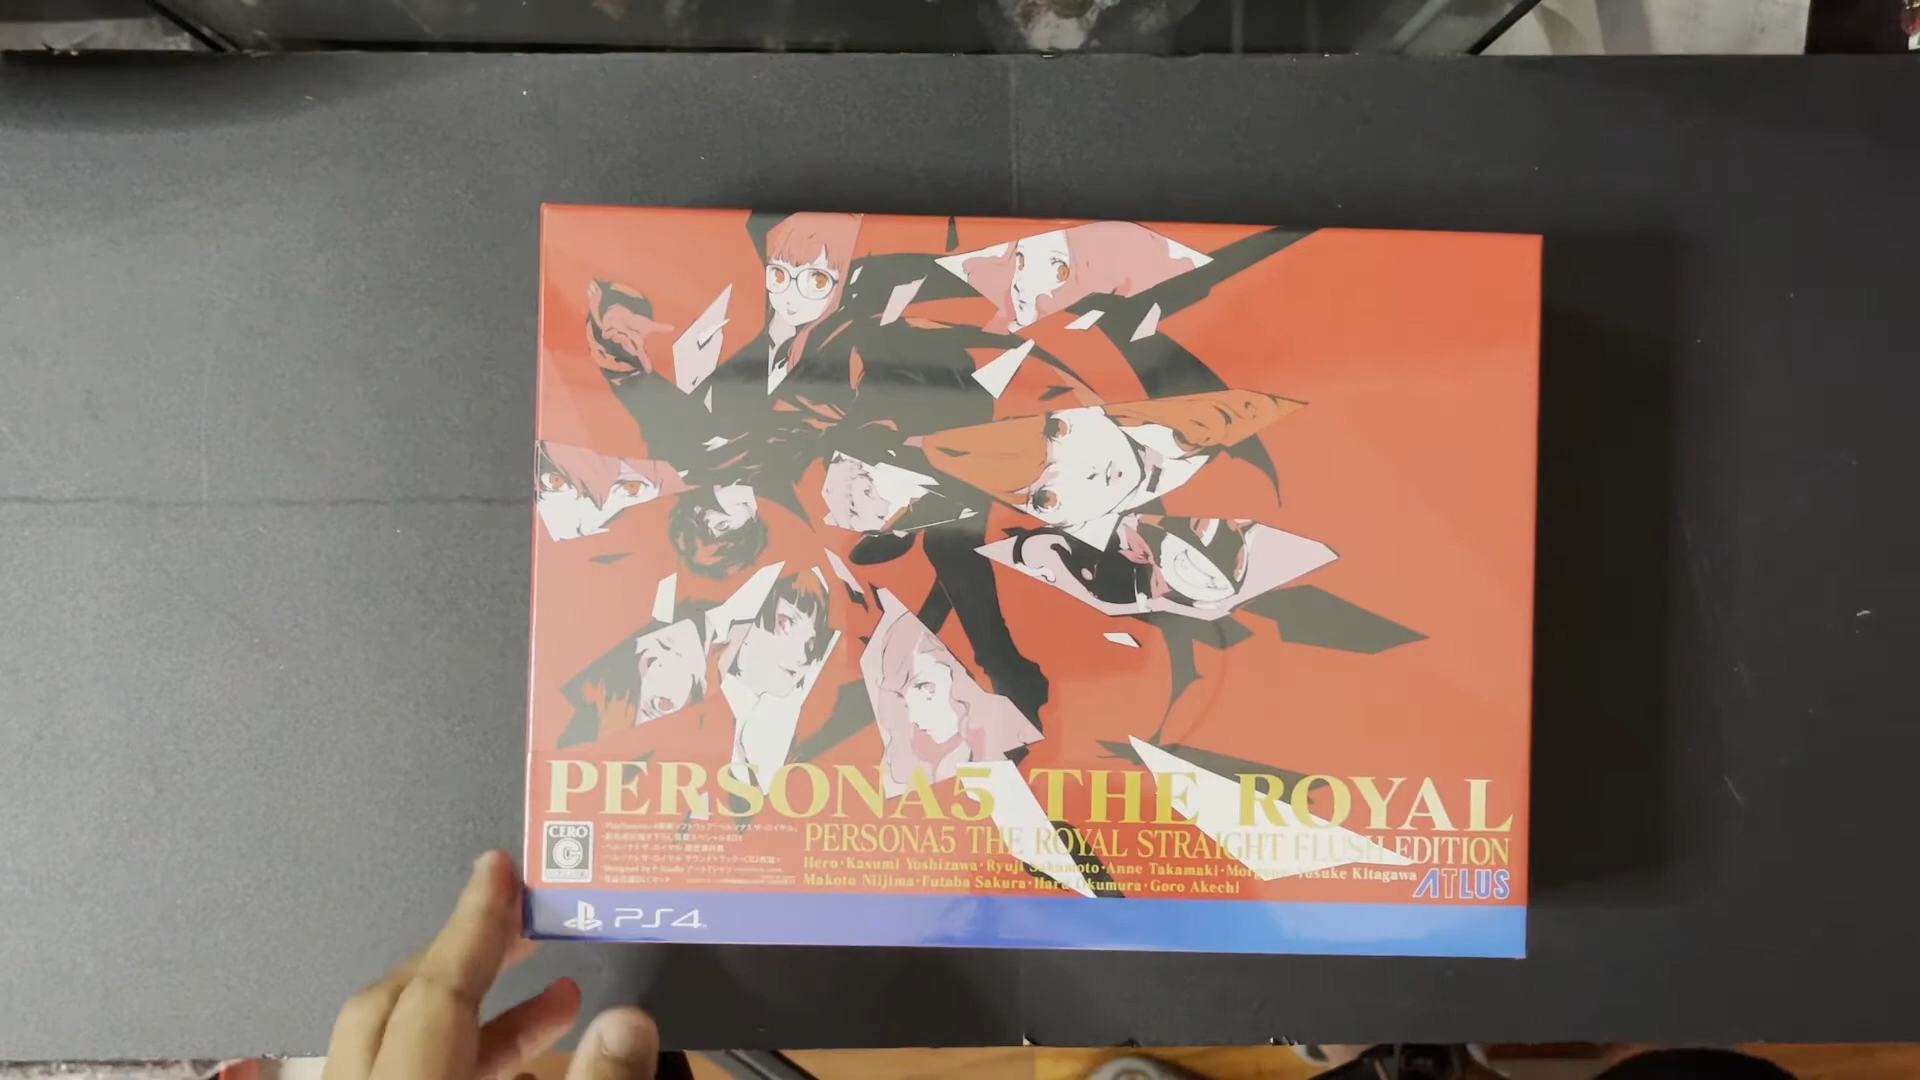 PERSONA5 THE ROYAL
PERSONA5 THE ROYAL STRAIGHT FLUSH EDITION
Hero・Kasumi Yoshizawa・Ryuji Sakamoto・Anne Takamaki・Morgana・Yusuke Kitagawa
Makoto Niijima・Futaba Sakura・Haru Okumura・Goro Akechi
ATLUS
CERO
C
PS4